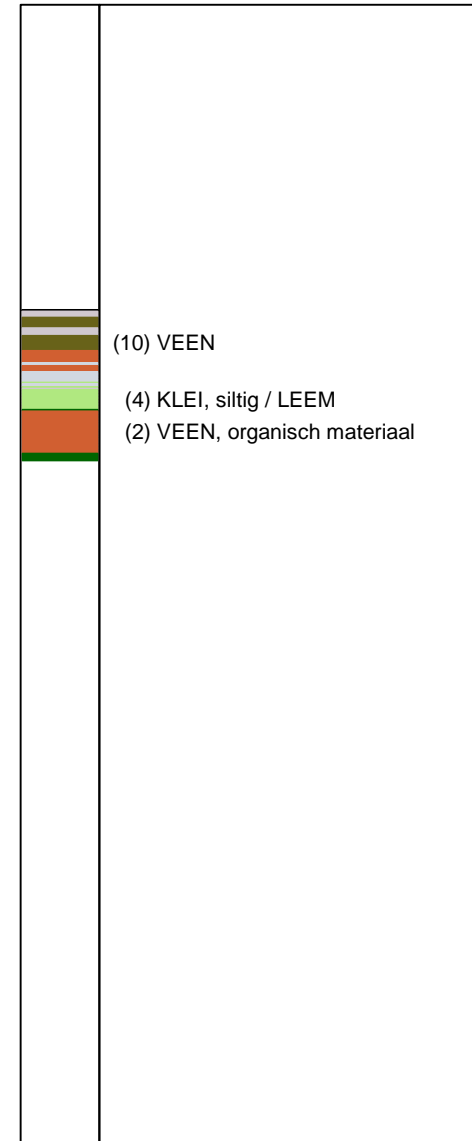 (10) VEEN
(4) KLEI, siltig / LEEM
(2) VEEN, organisch materiaal